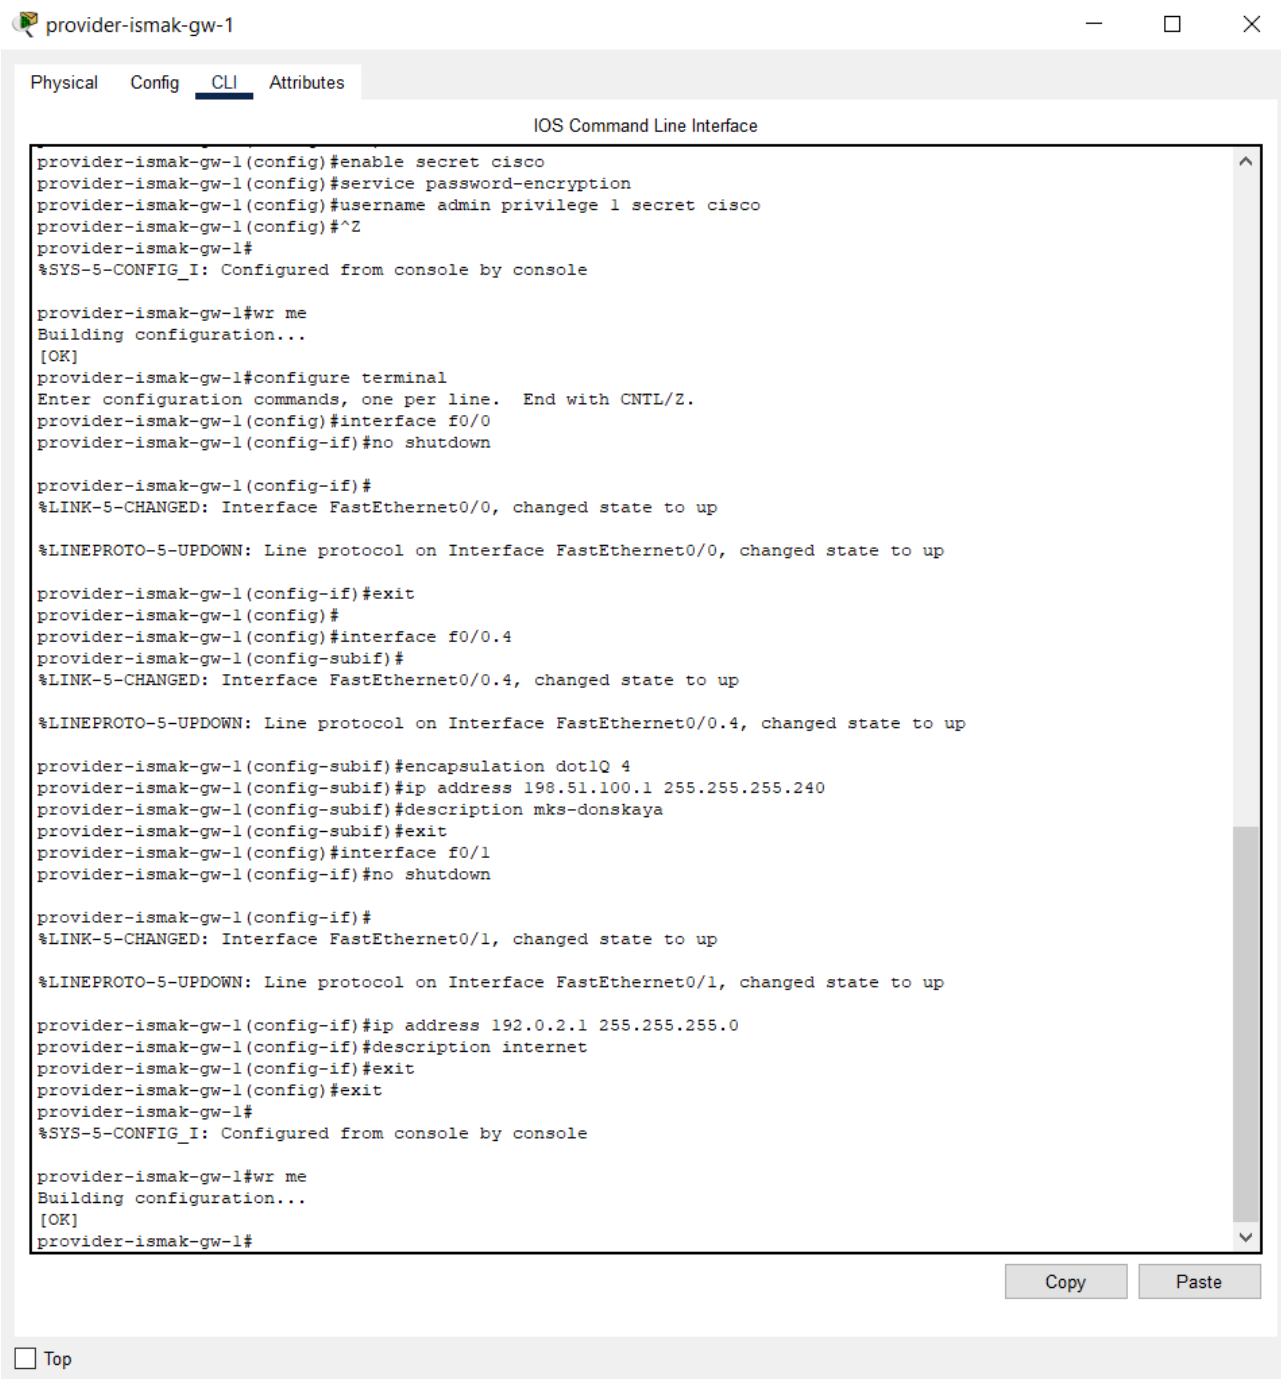 provider-ismak-gw-1
Physical Config CLI Attributes
IOS Command Line Interface
provider-ismak-gw-1(config)#enable secret cisco
provider-ismak-gw-1(config)#service password-encryption
provider-ismak-gw-1(config)#username admin privilege 1 secret cisco
provider-ismak-gw-1(config)#^Z
provider-ismak-gw-1#
%SYS-5-CONFIG_I: Configured from console by console
provider-ismak-gw-1#wr me
Building configuration...
[OK]
provider-ismak-gw-1#configure terminal
Enter configuration commands, one per line.  End with CNTL/Z.
provider-ismak-gw-1(config)#interface f0/0
provider-ismak-gw-1(config-if)#no shutdown
provider-ismak-gw-1(config-if)#
%LINK-5-CHANGED: Interface FastEthernet0/0, changed state to up
%LINEPROTO-5-UPDOWN: Line protocol on Interface FastEthernet0/0, changed state to up
provider-ismak-gw-1(config-if)#exit
provider-ismak-gw-1(config)#
provider-ismak-gw-1(config)#interface f0/0.4
provider-ismak-gw-1(config-subif)#
%LINK-5-CHANGED: Interface FastEthernet0/0.4, changed state to up
%LINEPROTO-5-UPDOWN: Line protocol on Interface FastEthernet0/0.4, changed state to up
provider-ismak-gw-1(config-subif)#encapsulation dot1Q 4
provider-ismak-gw-1(config-subif)#ip address 198.51.100.1 255.255.255.240
provider-ismak-gw-1(config-subif)#description mks-donskaya
provider-ismak-gw-1(config-subif)#exit
provider-ismak-gw-1(config)#interface f0/1
provider-ismak-gw-1(config-if)#no shutdown
provider-ismak-gw-1(config-if)#
%LINK-5-CHANGED: Interface FastEthernet0/1, changed state to up
%LINEPROTO-5-UPDOWN: Line protocol on Interface FastEthernet0/1, changed state to up
provider-ismak-gw-1(config-if)#ip address 192.0.2.1 255.255.255.0
provider-ismak-gw-1(config-if)#description internet
provider-ismak-gw-1(config-if)#exit
provider-ismak-gw-1(config)#exit
provider-ismak-gw-1#
%SYS-5-CONFIG_I: Configured from console by console
provider-ismak-gw-1#wr me
Building configuration...
[OK]
provider-ismak-gw-1#
Copy Paste
Top